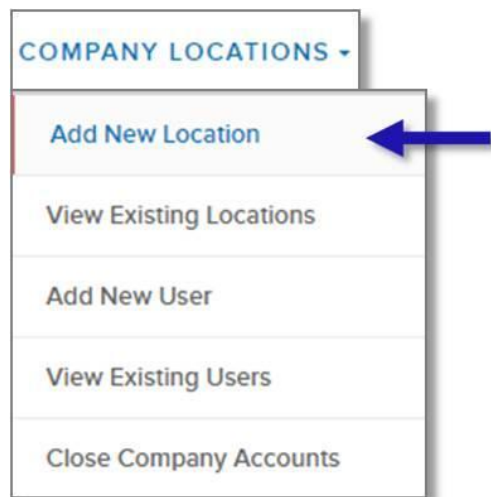 COMPANY LOCATIONS
Add New Location
View Existing Locations
Add New User
View Existing Users
Close Company Accounts